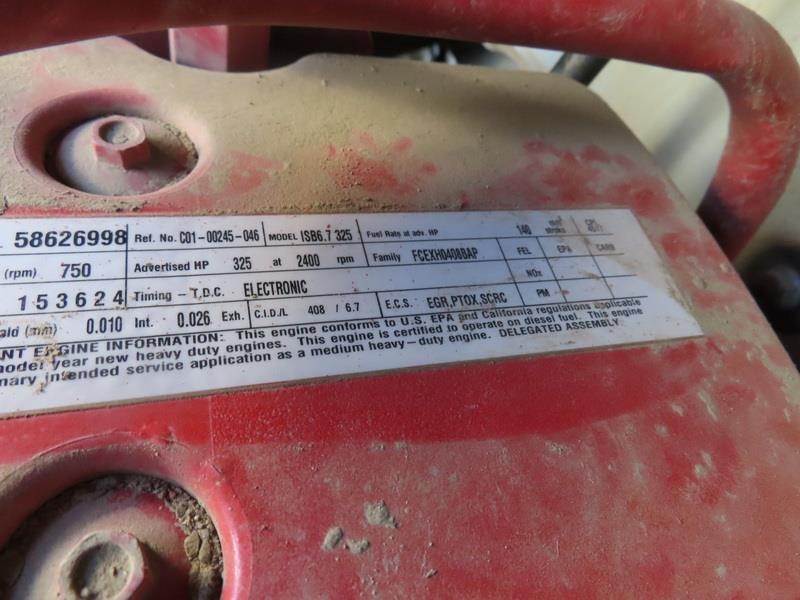 58626998 Ref. No. C01-00245-046 MODEL ISB6.7 325 Fuel Rate at adv. HP 140 mm³ stroke CPL
(rpm) 750 Advertised HP 325 at 2400 rpm Family FCEXH0408BAP FEL EPA CARB
153624 Timing - T.D.C. ELECTRONIC NOx
(mm) 0.010 Int. 0.026 Exh. C.I.D./L 408 / 6.7 E.C.S. EGR,PTOX,SCRC PM
ENGINE INFORMATION: This engine conforms to U.S. EPA and California regulations applicable
model year new heavy duty engines. This engine is certified to operate on diesel fuel. This engine
intended service application as a medium heavy-duty engine. DELEGATED ASSEMBLY